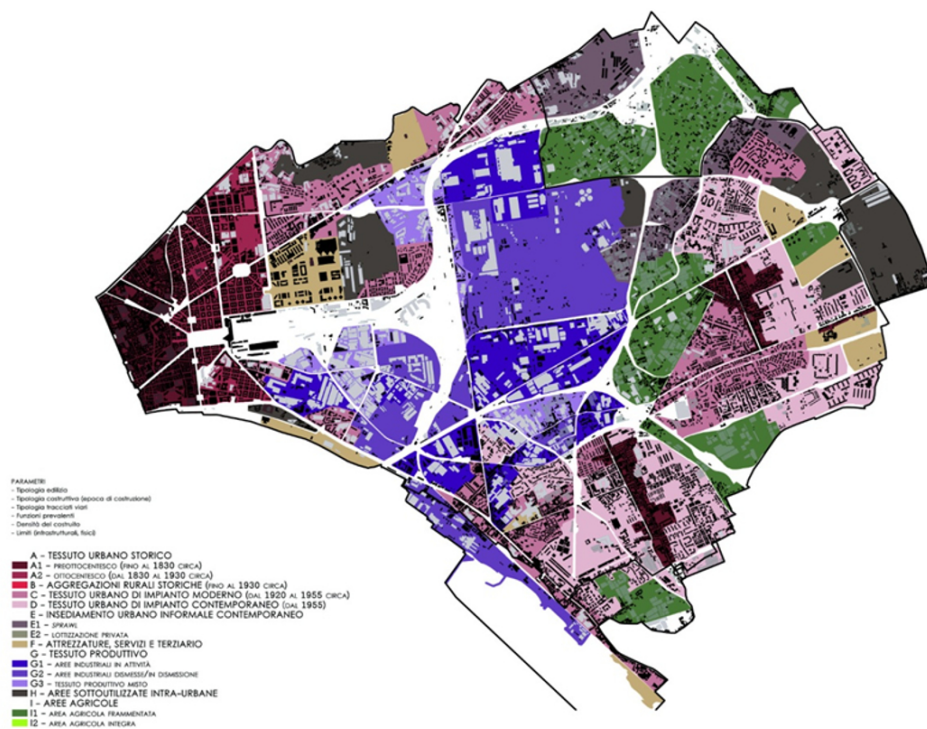 PARAMETRI
- Tipologia edilizia
- Tipologia costruttiva (epoca di costruzione)
- Tipologia tracciati viari
- Funzioni prevalenti
- Densità del costruito
- Limiti (infrastrutturali, fisici)
A - TESSUTO URBANO STORICO
A1 - PREOTTOCENTESCO (FINO AL 1830 CIRCA)
A2 - OTTOCENTESCO (DAL 1830 AL 1930 CIRCA)
B - AGGREGAZIONI RURALI STORICHE (FINO AL 1930 CIRCA)
C - TESSUTO URBANO DI IMPIANTO MODERNO (DAL 1920 AL 1955 CIRCA)
D - TESSUTO URBANO DI IMPIANTO CONTEMPORANEO (DAL 1955)
E - INSEDIAMENTO URBANO INFORMALE CONTEMPORANEO
E1 - SPRAWL
E2 - LOTTIZZAZIONE PRIVATA
F - ATTREZZATURE, SERVIZI E TERZIARIO
G - TESSUTO PRODUTTIVO
G1 - AREE INDUSTRIALI IN ATTIVITÀ
G2 - AREE INDUSTRIALI DISMESSE/IN DISMISSIONE
G3 - TESSUTO PRODUTTIVO MISTO
H - AREE SOTTOUTILIZZATE INTRA-URBANE
I - AREE AGRICOLE
I1 - AREA AGRICOLA FRAMMENTATA
I2 - AREA AGRICOLA INTEGRA